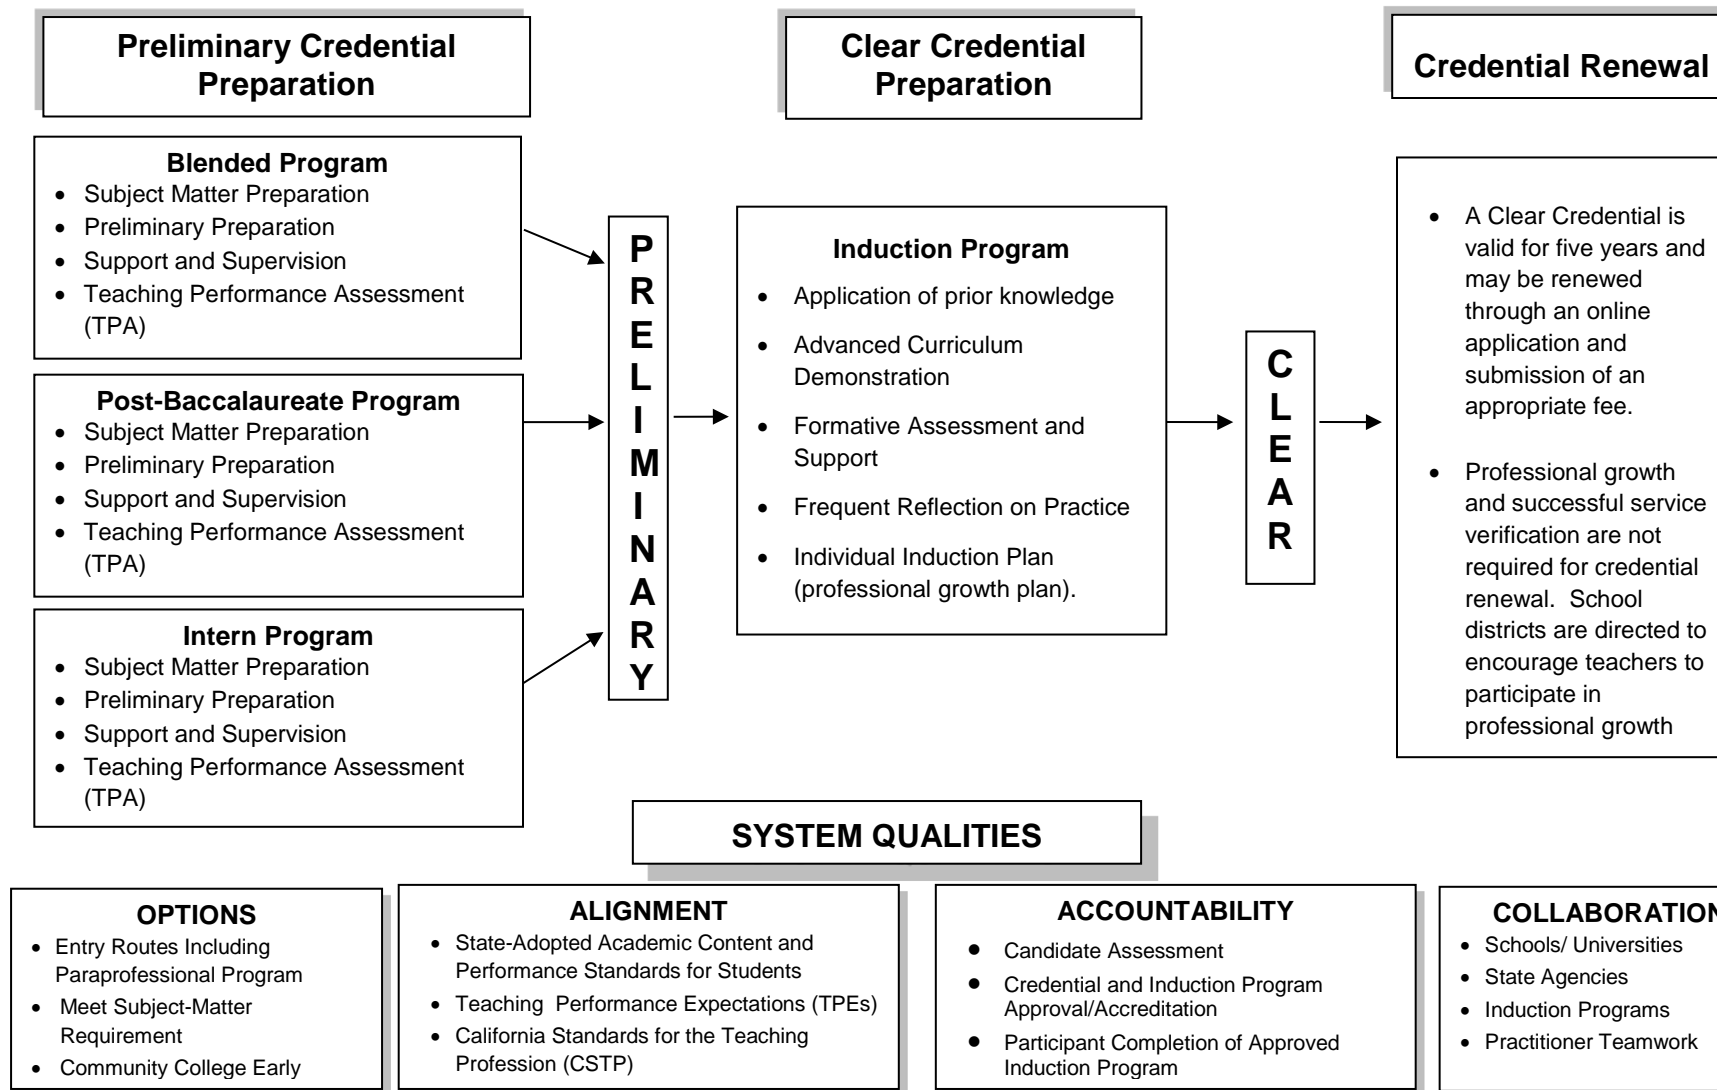 Preliminary Credential
Preparation
Clear Credential
Preparation
Credential Renewal
Blended Program
• Subject Matter Preparation
• Preliminary Preparation
• Support and Supervision
• Teaching Performance Assessment
(TPA)
Post-Baccalaureate Program
• Subject Matter Preparation
• Preliminary Preparation
• Support and Supervision
• Teaching Performance Assessment
(TPA)
Intern Program
• Subject Matter Preparation
• Preliminary Preparation
• Support and Supervision
• Teaching Performance Assessment
(TPA)
PRELIMINARY
Induction Program
• Application of prior knowledge
• Advanced Curriculum
Demonstration
• Formative Assessment and
Support
• Frequent Reflection on Practice
• Individual Induction Plan
(professional growth plan).
CLEAR
• A Clear Credential is
valid for five years and
may be renewed
through an online
application and
submission of an
appropriate fee.
• Professional growth
and successful service
verification are not
required for credential
renewal.  School
districts are directed to
encourage teachers to
participate in
professional growth
SYSTEM QUALITIES
OPTIONS
• Entry Routes Including
Paraprofessional Program
• Meet Subject-Matter
Requirement
• Community College Early
ALIGNMENT
• State-Adopted Academic Content and
Performance Standards for Students
• Teaching  Performance Expectations (TPEs)
• California Standards for the Teaching
Profession (CSTP)
ACCOUNTABILITY
• Candidate Assessment
• Credential and Induction Program
Approval/Accreditation
• Participant Completion of Approved
Induction Program
COLLABORATION
• Schools/ Universities
• State Agencies
• Induction Programs
• Practitioner Teamwork